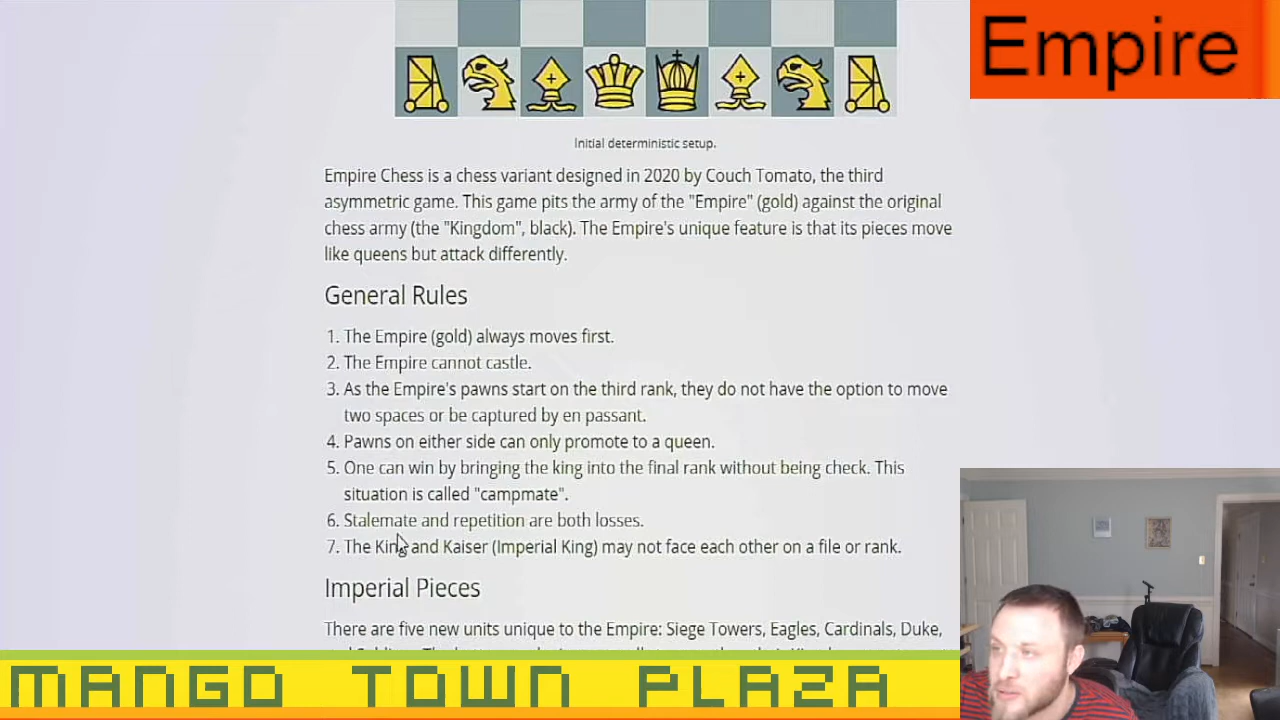 Empire
Initial deterministic setup.
Empire Chess is a chess variant designed in 2020 by Couch Tomato, the third
asymmetric game. This game pits the army of the "Empire" (gold) against the original
chess army (the "Kingdom", black). The Empire's unique feature is that its pieces move
like queens but attack differently.
General Rules
1. The Empire (gold) always moves first.
2. The Empire cannot castle.
3. As the Empire's pawns start on the third rank, they do not have the option to move
two spaces or be captured by en passant.
4. Pawns on either side can only promote to a queen.
5. One can win by bringing the king into the final rank without being check. This
situation is called "campmate".
6. Stalemate and repetition are both losses.
7. The King and Kaiser (Imperial King) may not face each other on a file or rank.
Imperial Pieces
There are five new units unique to the Empire: Siege Towers, Eagles, Cardinals, Duke,
MANGO TOWN PLAZA